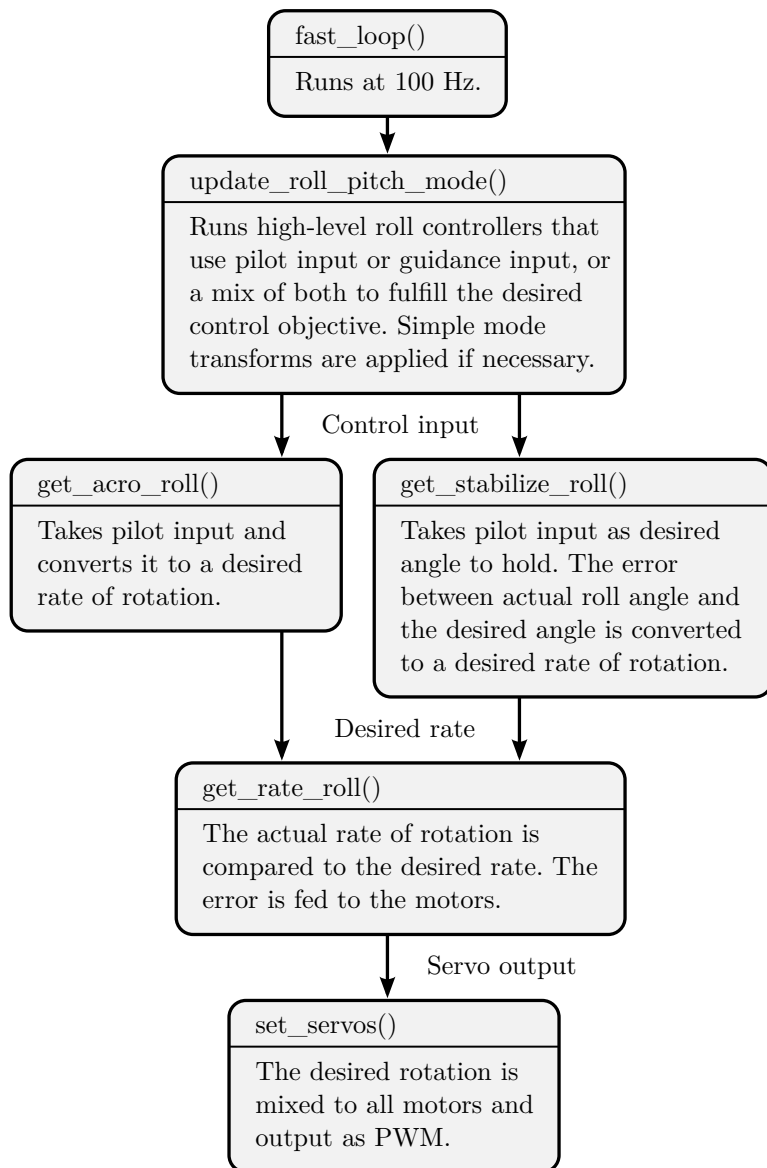 fast_loop()
Runs at 100 Hz.
update_roll_pitch_mode()
Runs high-level roll controllers that
use pilot input or guidance input, or
a mix of both to fulfill the desired
control objective. Simple mode
transforms are applied if necessary.
Control input
get_acro_roll()
Takes pilot input and
converts it to a desired
rate of rotation.
get_stabilize_roll()
Takes pilot input as desired
angle to hold. The error
between actual roll angle and
the desired angle is converted
to a desired rate of rotation.
Desired rate
get_rate_roll()
The actual rate of rotation is
compared to the desired rate. The
error is fed to the motors.
Servo output
set_servos()
The desired rotation is
mixed to all motors and
output as PWM.